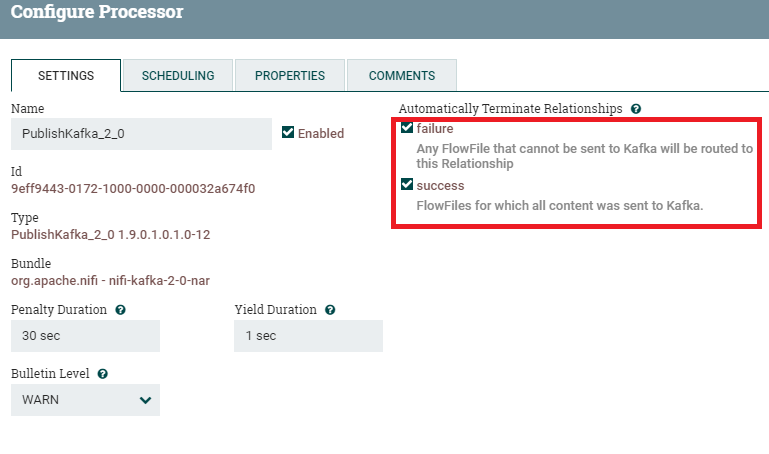 Configure Processor
SETTINGS
SCHEDULING
PROPERTIES
COMMENTS
Name
PublishKafka_2_0
Enabled
Id
9eff9443-0172-1000-0000-000032a674f0
Type
PublishKafka_2_0 1.9.0.1.0.1.0-12
Bundle
org.apache.nifi - nifi-kafka-2-0-nar
Penalty Duration
Yield Duration
30 sec
1 sec
Bulletin Level
WARN
Automatically Terminate Relationships
failure
Any FlowFile that cannot be sent to Kafka will be routed to
this Relationship
success
FlowFiles for which all content was sent to Kafka.